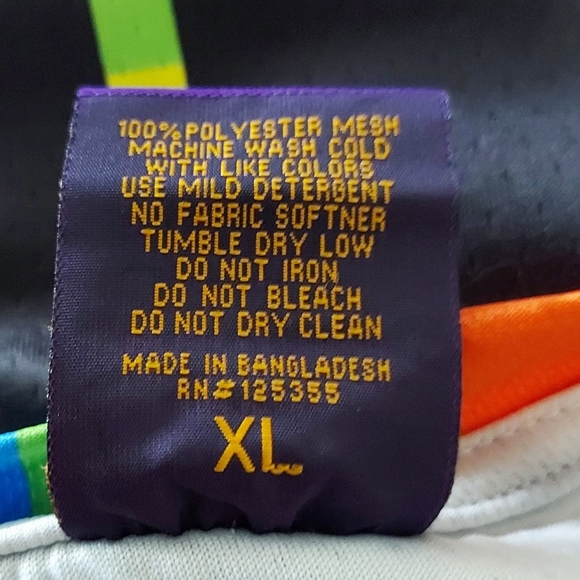 100% POLYESTER MESH
MACHINE WASH COLD
WITH LIKE COLORS
USE MILD DETERGENT
NO FABRIC SOFTNER
TUMBLE DRY LOW
DO NOT IRON
DO NOT BLEACH
DO NOT DRY CLEAN
MADE IN BANGLADESH
RN#125355
XL